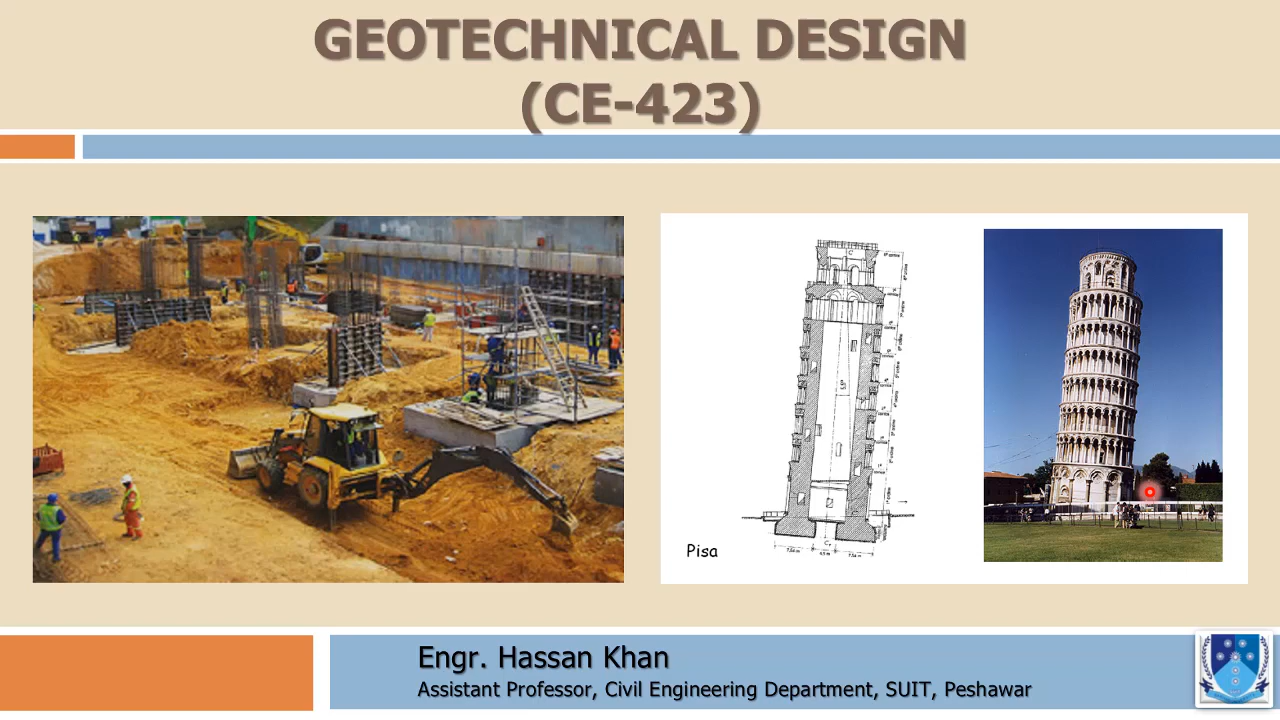 GEOTECHNICAL DESIGN
(CE-423)
Pisa
Engr. Hassan Khan
Assistant Professor, Civil Engineering Department, SUIT, Peshawar